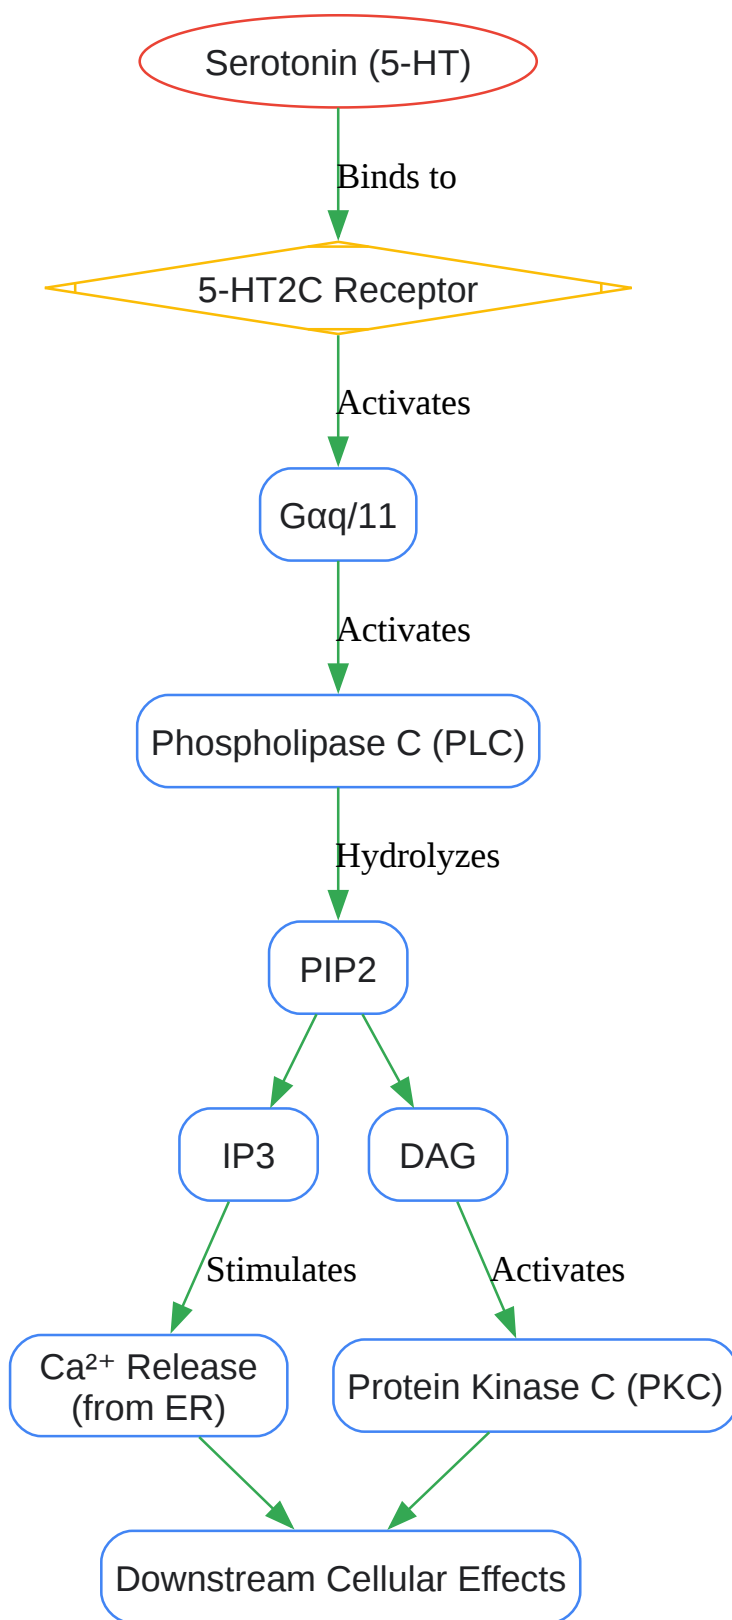 Serotonin (5-HT)
Binds to
5-HT2C Receptor
Activates
Gαq/11
Activates
Phospholipase C (PLC)
Hydrolyzes
PIP2
IP3
DAG
Stimulates
Activates
Ca²⁺ Release
(from ER)
Protein Kinase C (PKC)
Downstream Cellular Effects